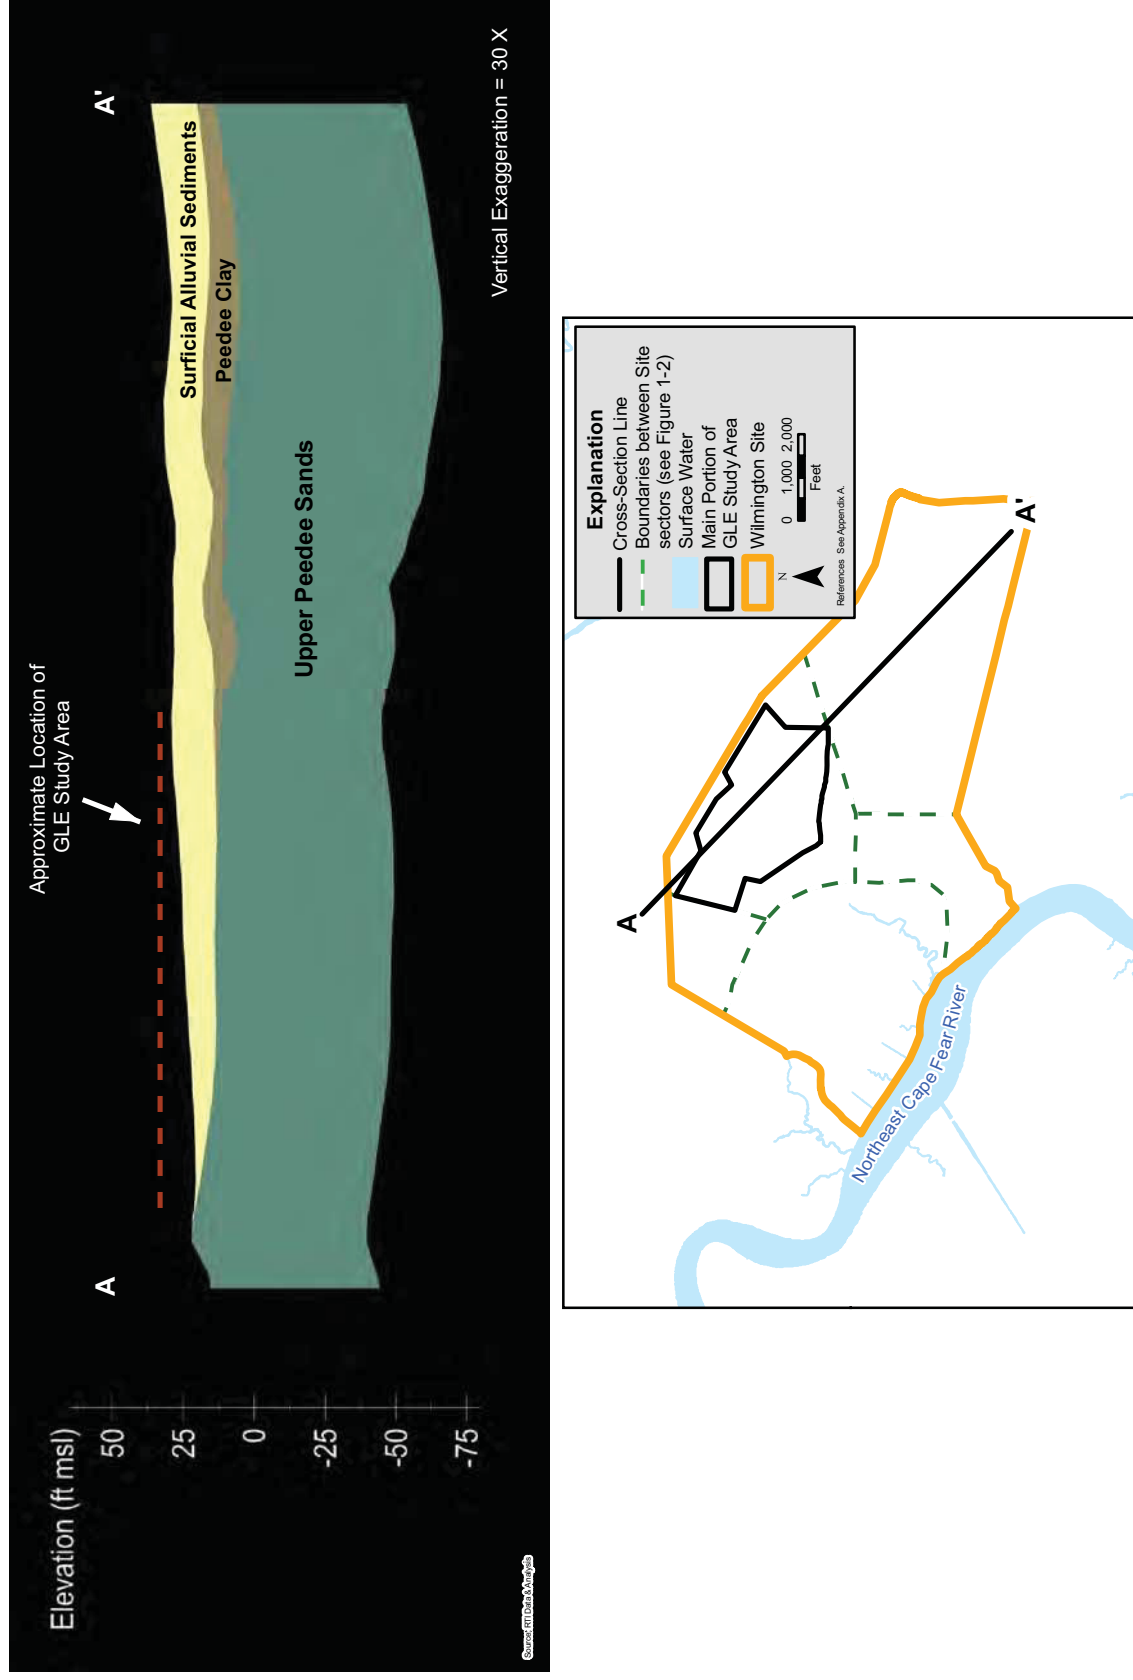 Elevation (ft msl)
50
25
0
-25
-50
-75
A
A'
Approximate Location of
GLE Study Area
Surficial Alluvial Sediments
Peedee Clay
Upper Peedee Sands
Vertical Exaggeration = 30 X
Source: RTI Data & Analysis
Explanation
Cross-Section Line
Boundaries between Site
sectors (see Figure 1-2)
Surface Water
Main Portion of
GLE Study Area
Wilmington Site
N
0 1,000 2,000
Feet
References See Appendix A.
A
A'
Northeast Cape Fear River